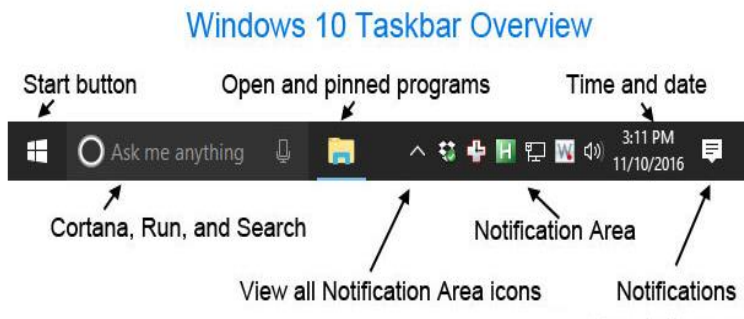 Windows 10 Taskbar Overview
Start button
Open and pinned programs
Time and date
Ask me anything
H
W
3:11 PM
11/10/2016
Cortana, Run, and Search
Notification Area
View all Notification Area icons
Notifications